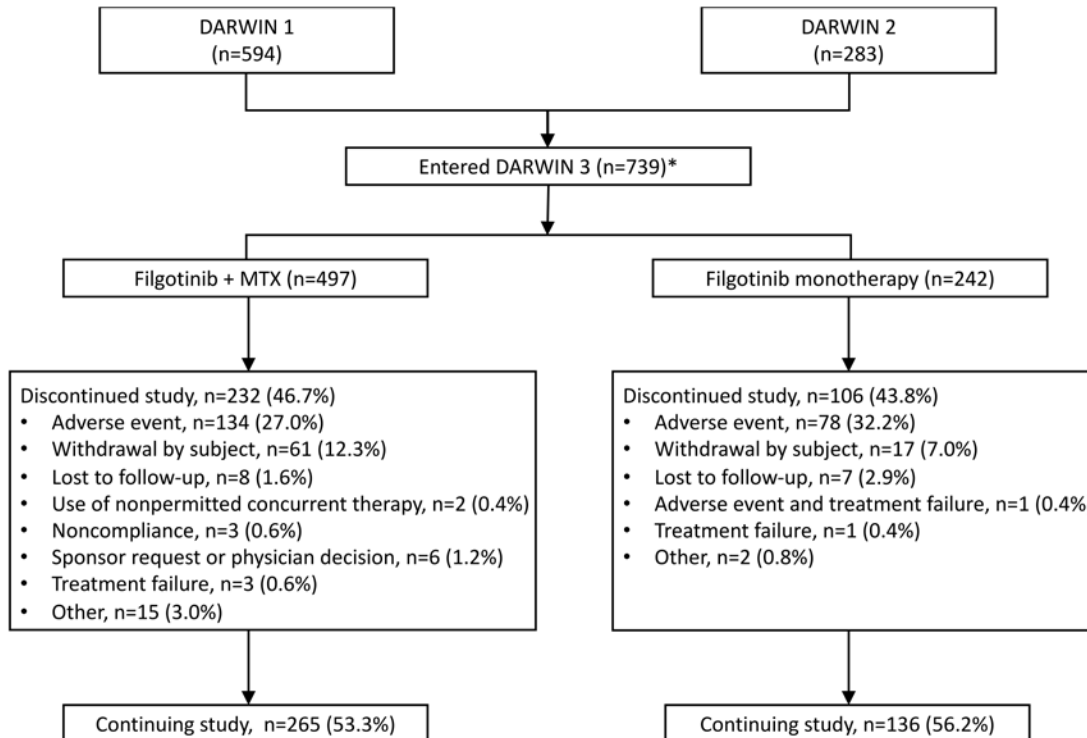 DARWIN 1
(n=594)
DARWIN 2
(n=283)
Entered DARWIN 3 (n=739)*
Filgotinib + MTX (n=497)
Filgotinib monotherapy (n=242)
Discontinued study, n=232 (46.7%)
• Adverse event, n=134 (27.0%)
• Withdrawal by subject, n=61 (12.3%)
• Lost to follow-up, n=8 (1.6%)
• Use of nonpermitted concurrent therapy, n=2 (0.4%)
• Noncompliance, n=3 (0.6%)
• Sponsor request or physician decision, n=6 (1.2%)
• Treatment failure, n=3 (0.6%)
• Other, n=15 (3.0%)
Discontinued study, n=106 (43.8%)
• Adverse event, n=78 (32.2%)
• Withdrawal by subject, n=17 (7.0%)
• Lost to follow-up, n=7 (2.9%)
• Adverse event and treatment failure, n=1 (0.4%
• Treatment failure, n=1 (0.4%)
• Other, n=2 (0.8%)
Continuing study, n=265 (53.3%)
Continuing study, n=136 (56.2%)